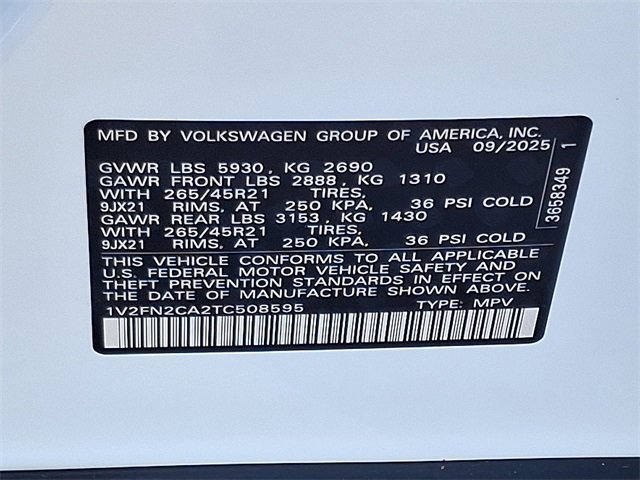 MFD BY VOLKSWAGEN GROUP OF AMERICA, INC.
USA 09/2025
GVWR LBS 5930, KG 2690
GAWR FRONT LBS 2888, KG 1310
WITH 265/45R21 TIRES,
9JX21 RIMS, AT 250 KPA, 36 PSI COLD
GAWR REAR LBS 3153, KG 1430
WITH 265/45R21 TIRES,
9JX21 RIMS, AT 250 KPA, 36 PSI COLD
THIS VEHICLE CONFORMS TO ALL APPLICABLE
U.S. FEDERAL MOTOR VEHICLE SAFETY AND
THEFT PREVENTION STANDARDS IN EFFECT ON
THE DATE OF MANUFACTURE SHOWN ABOVE.
1V2FN2CA2TC508595 TYPE: MPV
3658349 1